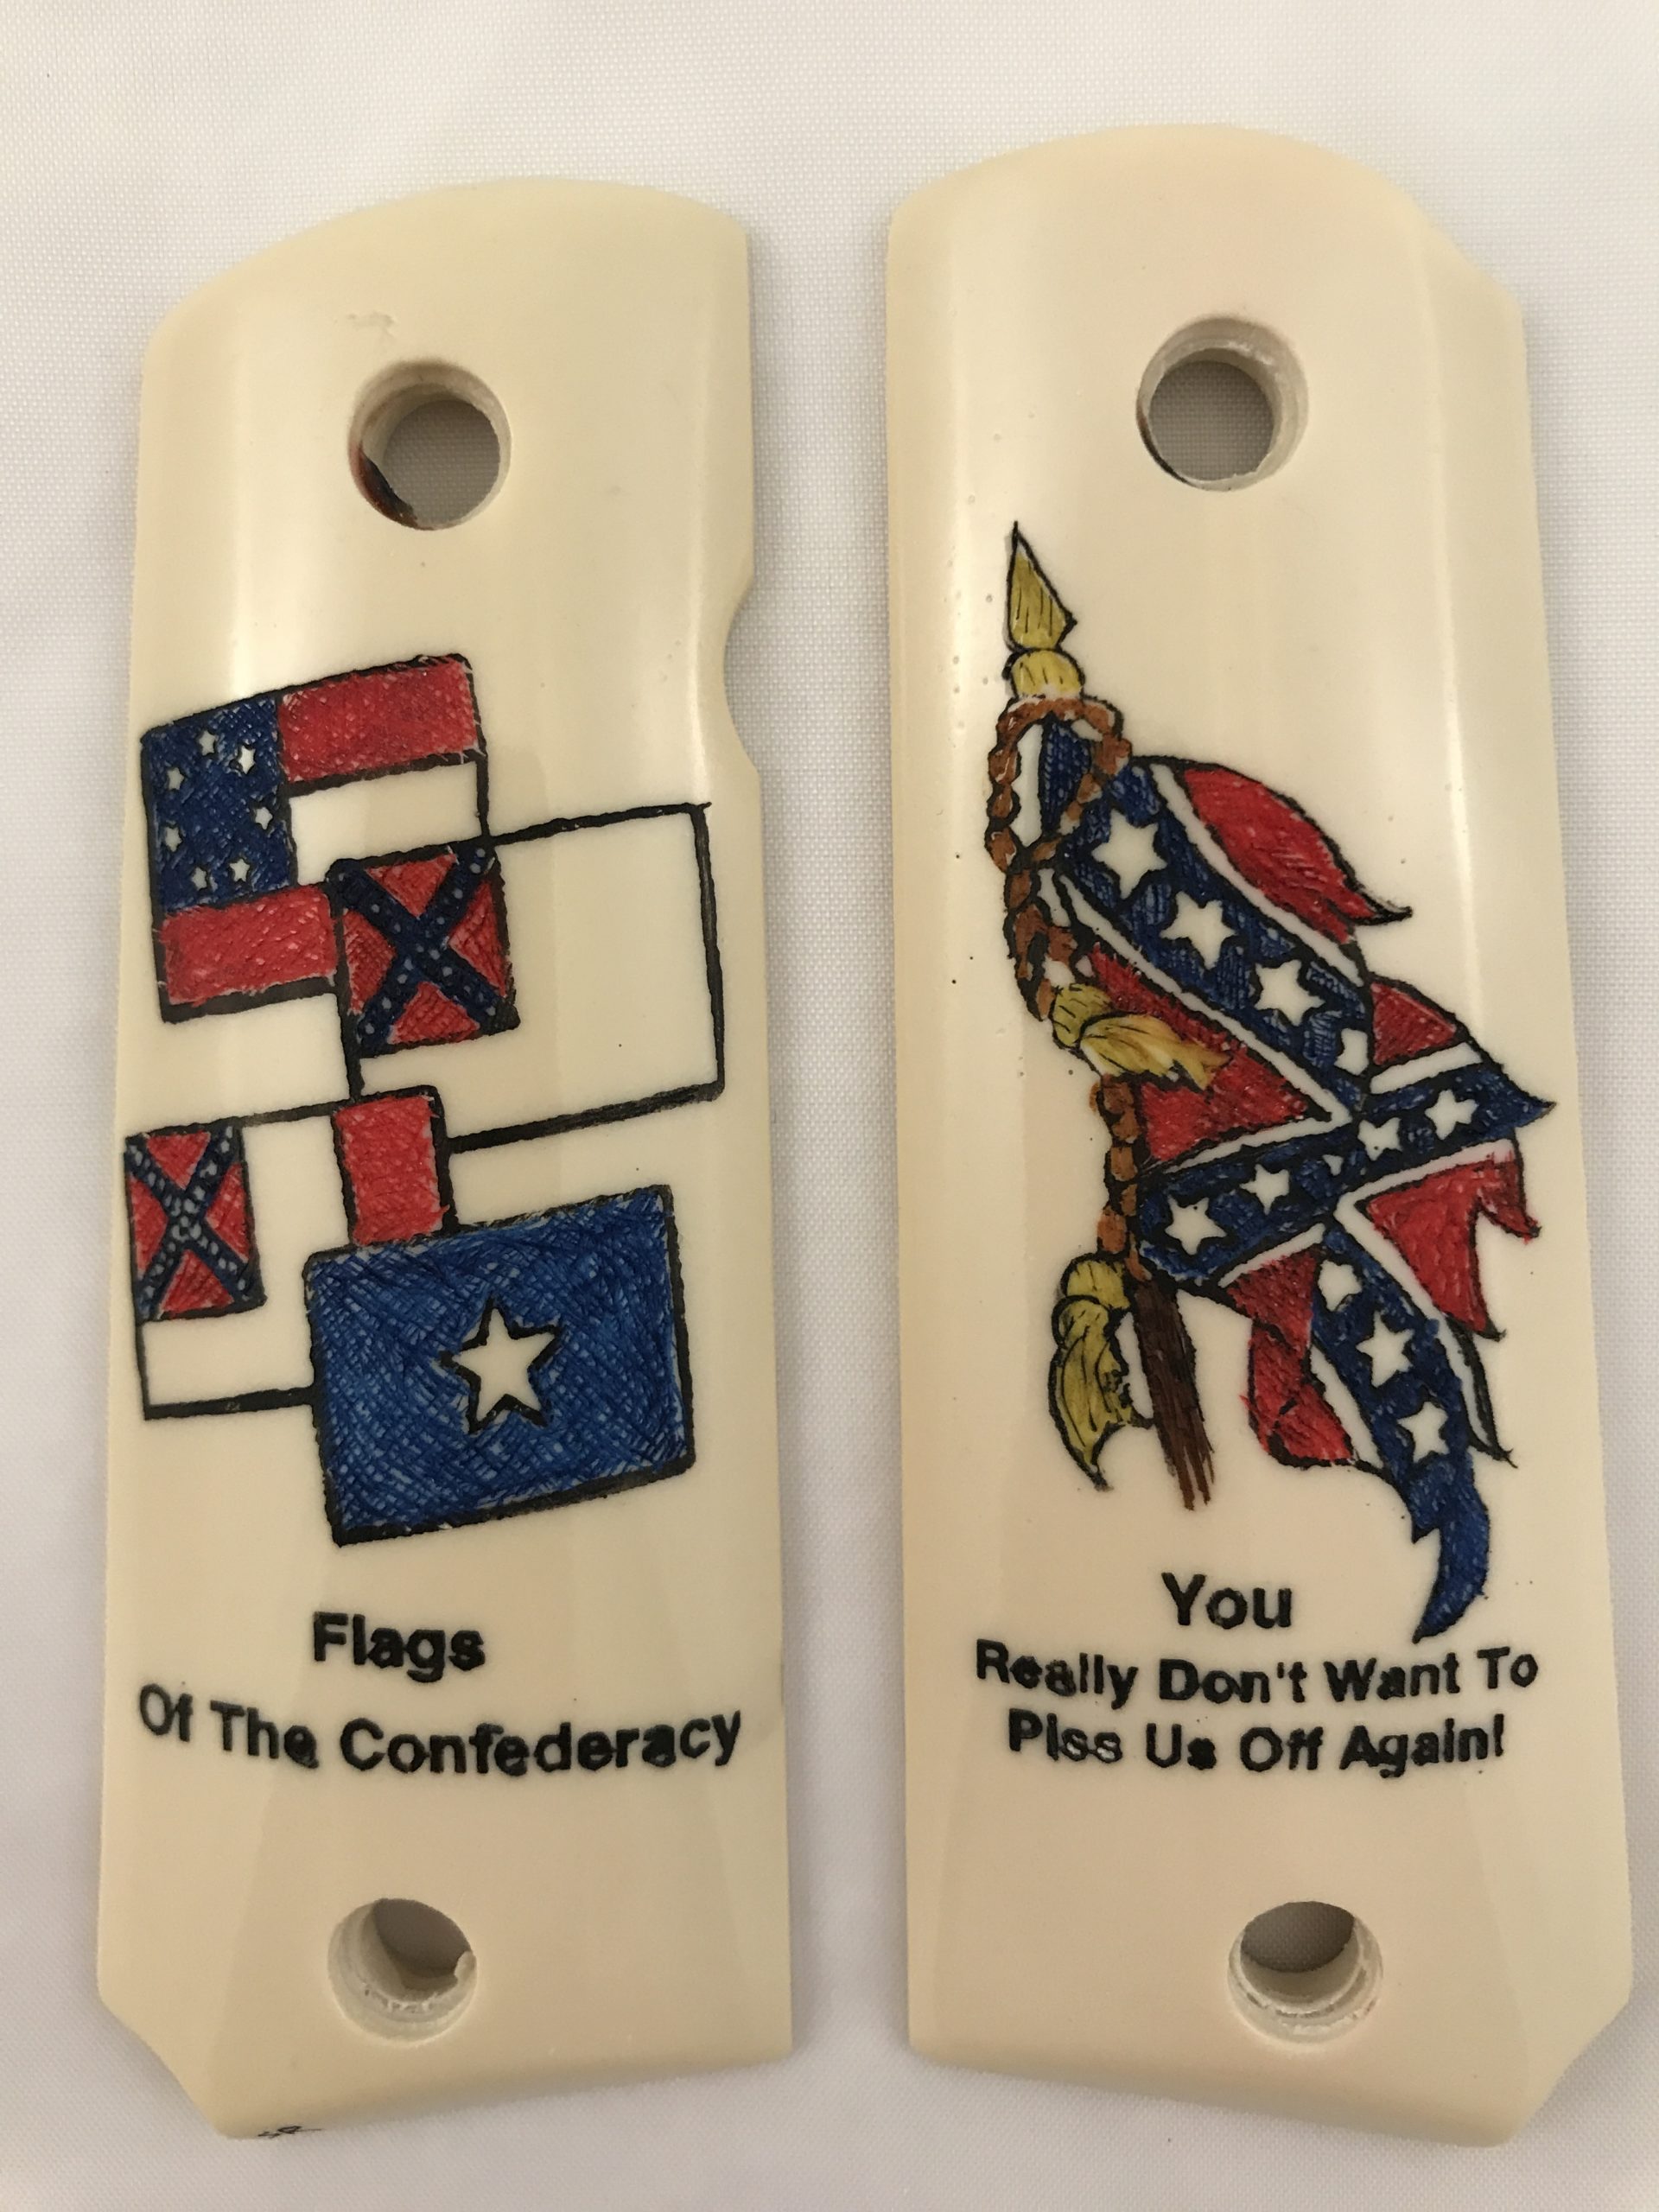 Flags
Of The Confederacy
You
Really Don't Want To
Piss Us Off Again!